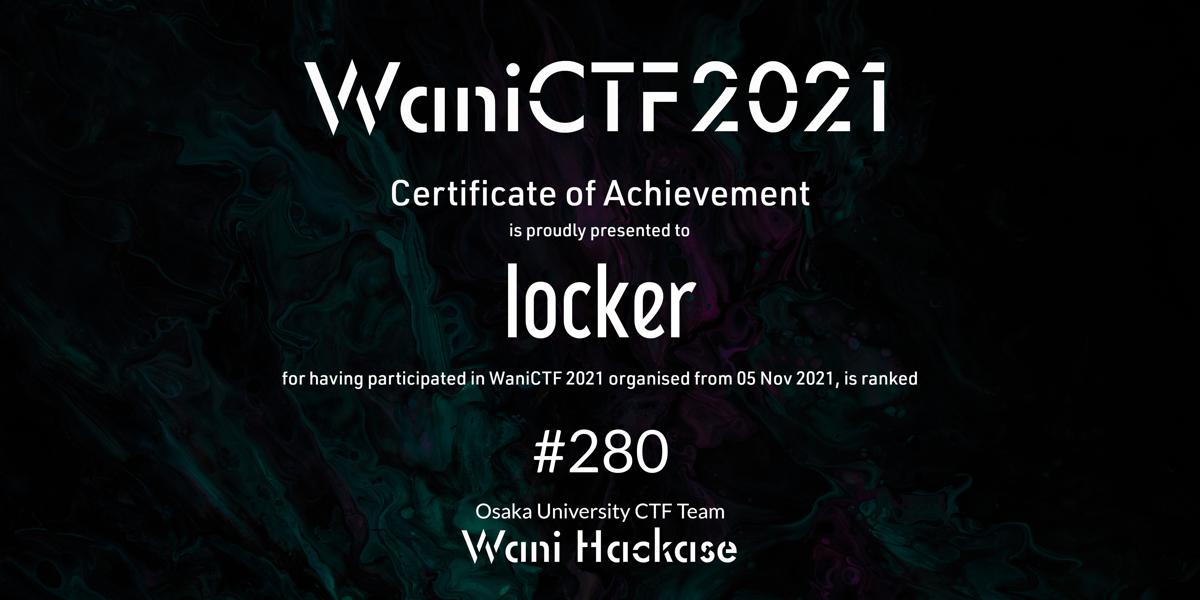 WaniCTF2021
Certificate of Achievement
is proudly presented to
locker
for having participated in WaniCTF 2021 organised from 05 Nov 2021, is ranked
#280
Osaka University CTF Team
Wani Hackase